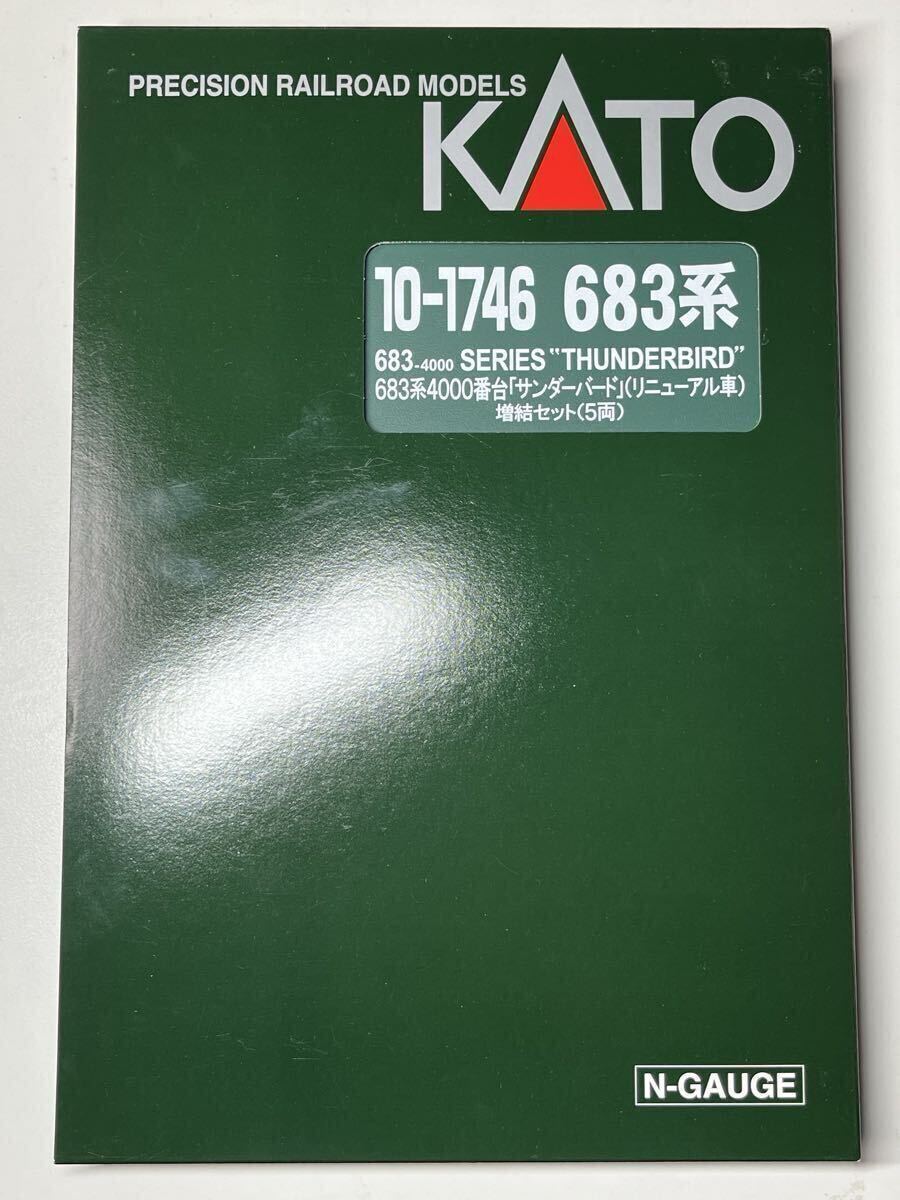 PRECISION RAILROAD MODELS
KATO
10-1746 683系
683-4000 SERIES "THUNDERBIRD"
683系4000番台「サンダーバード」(リニューアル車)
増結セット(5両)
N-GAUGE